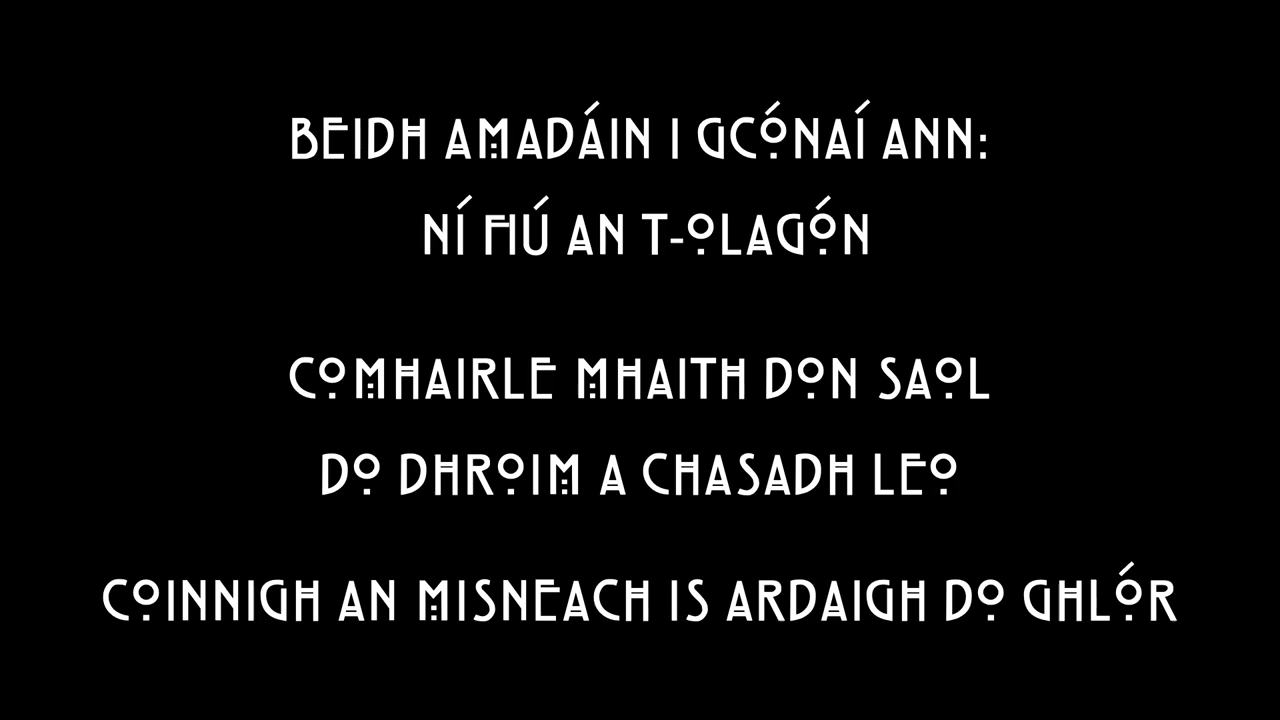 BEIDH AMADÁIN I GCÓNAÍ ANN:
NÍ FIÚ AN T-OLAGÓN
COMHAIRLE MHAITH DON SAOL
DO DHROIM A CHASADH LEO
COINNIGH AN MISNEACH IS ARDAIGH DO GHLÓR